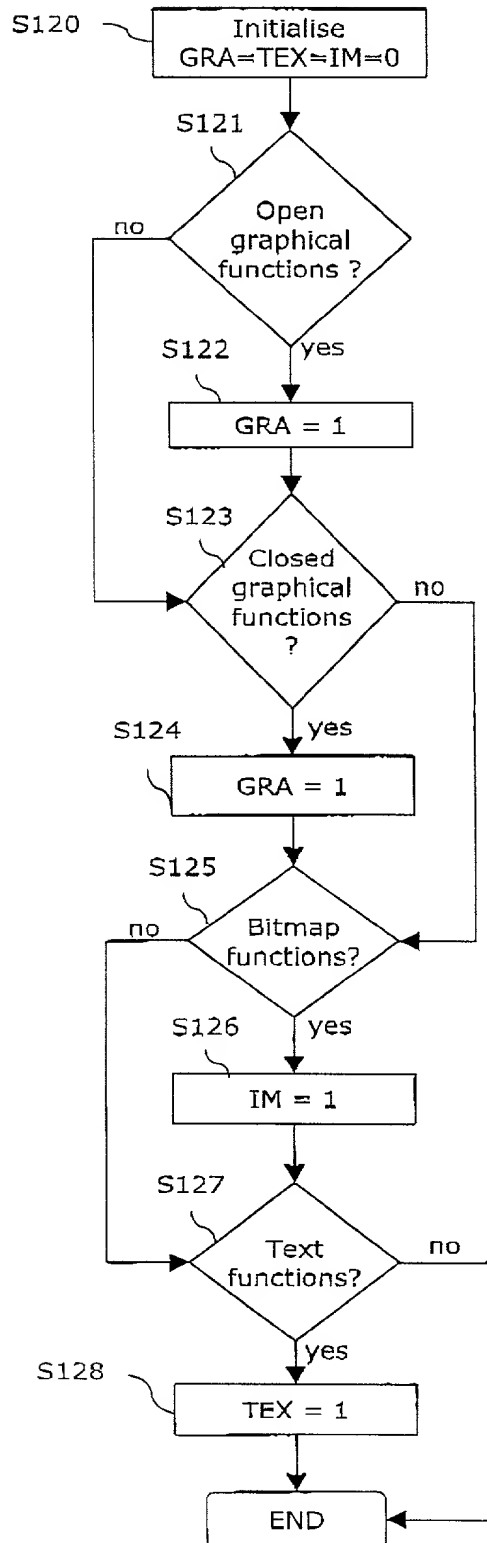 S120
Initialise
GRA=TEX=IM=0
S121
Open
graphical
functions ?
no
yes
S122
GRA = 1
S123
Closed
graphical
functions
?
no
yes
S124
GRA = 1
S125
Bitmap
functions?
no
yes
S126
IM = 1
S127
Text
functions?
no
yes
S128
TEX = 1
END